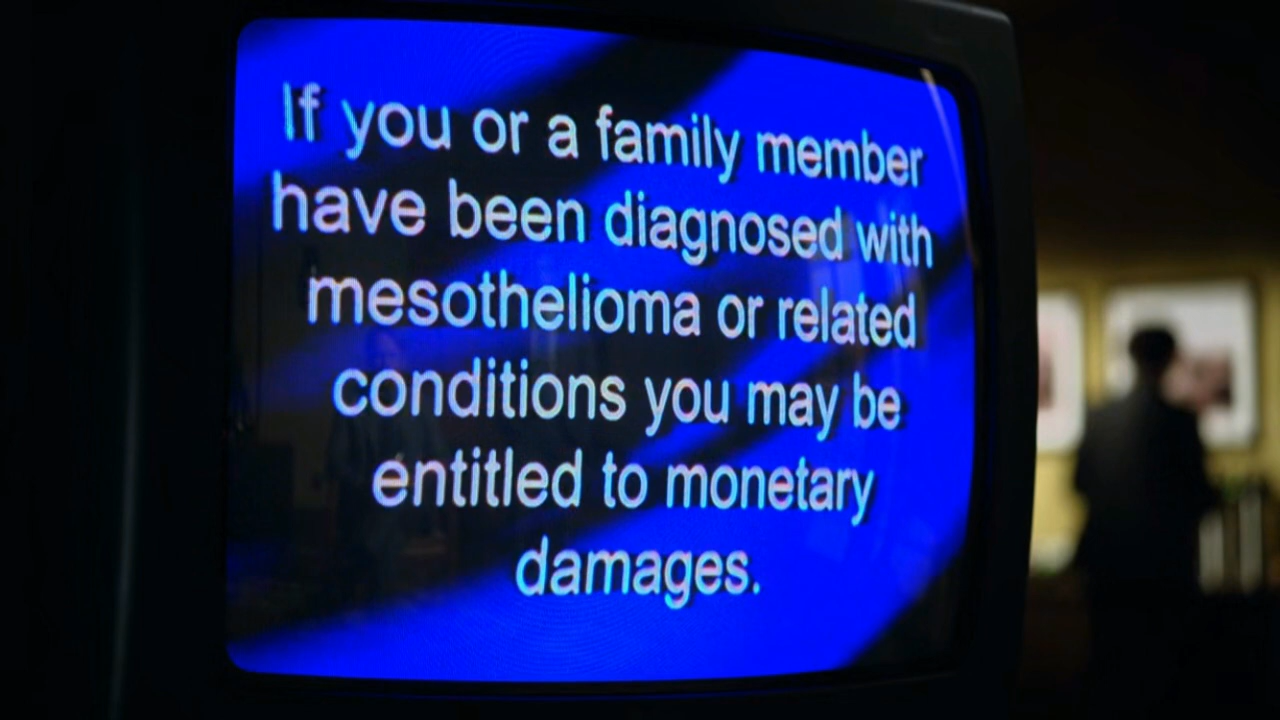 If you or a family member
have been diagnosed with
mesothelioma or related
conditions you may be
entitled to monetary
damages.